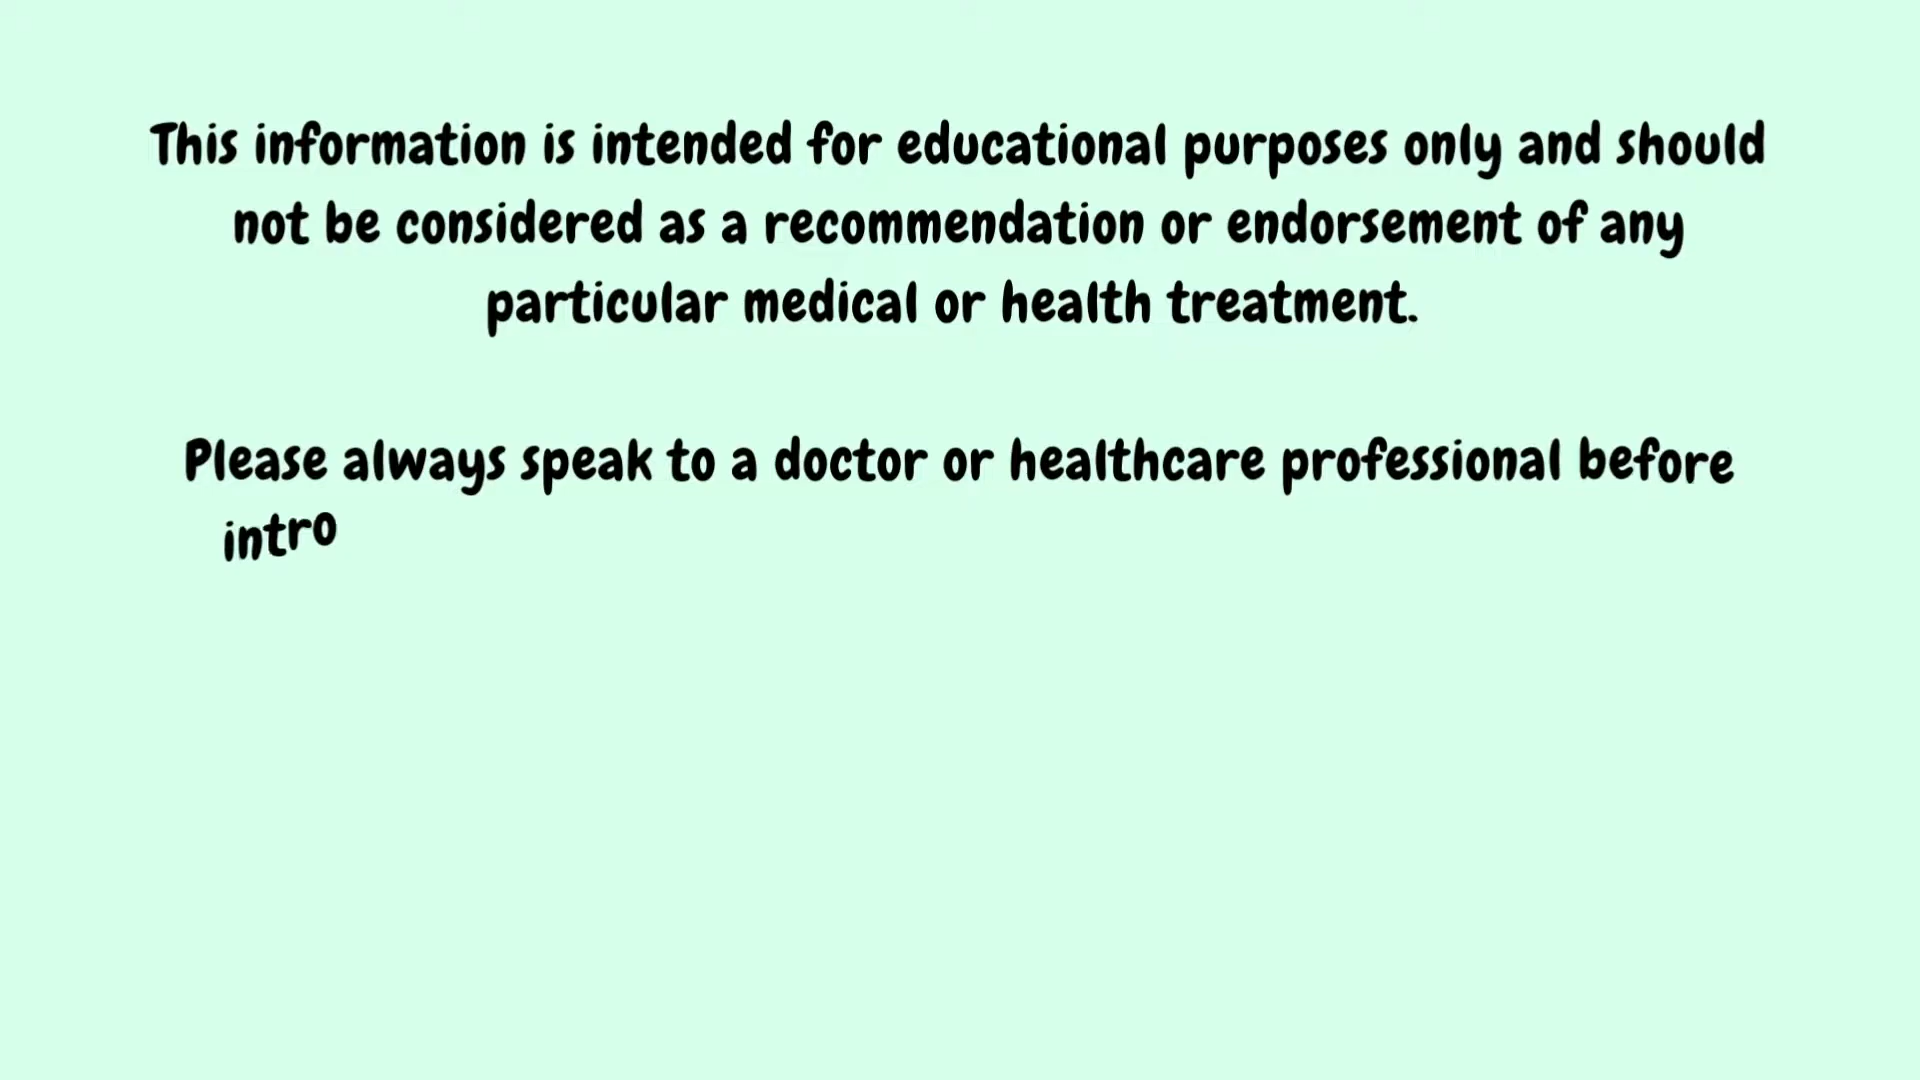 This information is intended for educational purposes only and should
not be considered as a recommendation or endorsement of any
particular medical or health treatment.
Please always speak to a doctor or healthcare professional before
intro